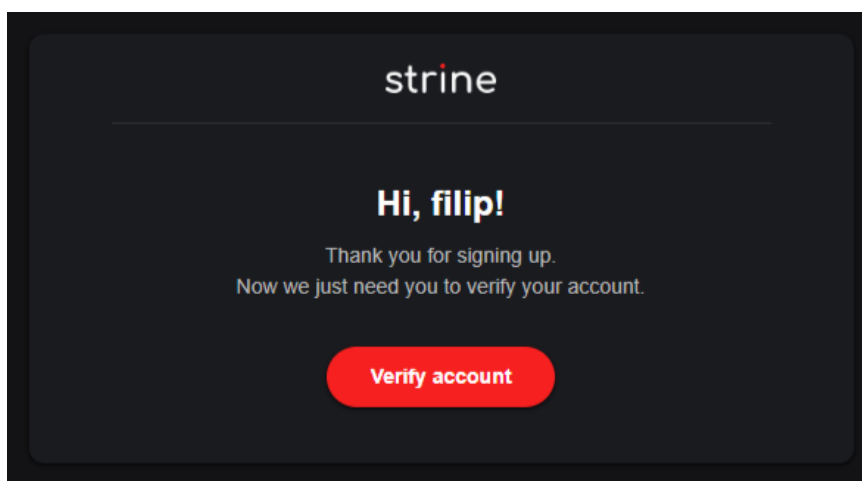 strine
Hi, filip!
Thank you for signing up.
Now we just need you to verify your account.
Verify account